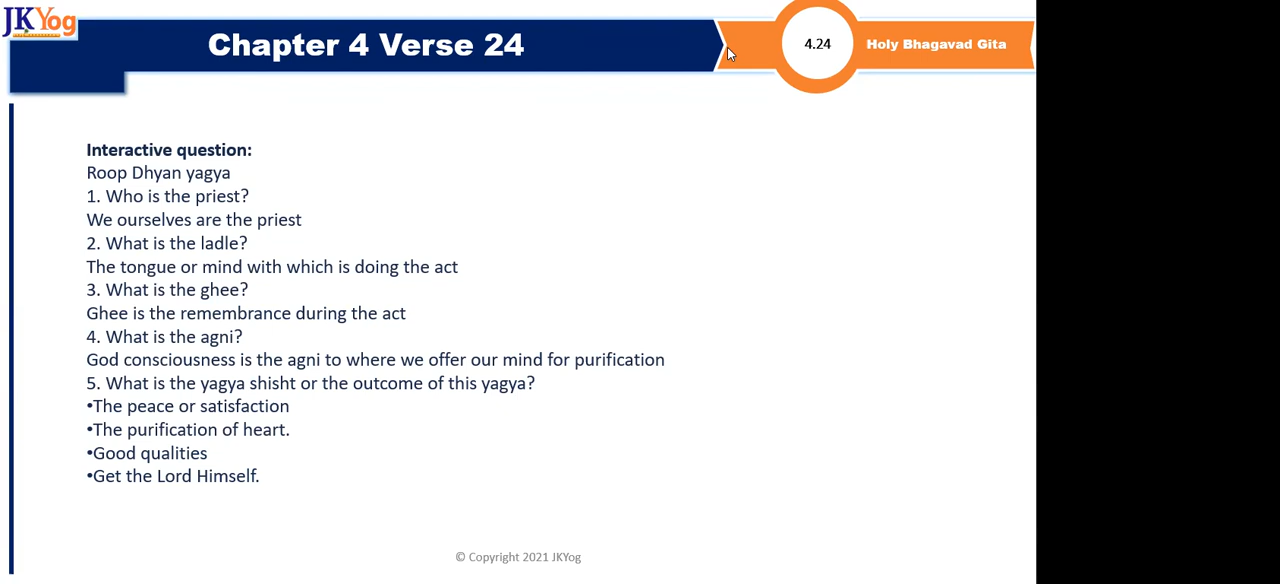 JKYog
Chapter 4 Verse 24
4.24
Holy Bhagavad Gita
Interactive question:
Roop Dhyan yagya
1. Who is the priest?
We ourselves are the priest
2. What is the ladle?
The tongue or mind with which is doing the act
3. What is the ghee?
Ghee is the remembrance during the act
4. What is the agni?
God consciousness is the agni to where we offer our mind for purification
5. What is the yagya shisht or the outcome of this yagya?
•The peace or satisfaction
•The purification of heart.
•Good qualities
•Get the Lord Himself.
© Copyright 2021 JKYog